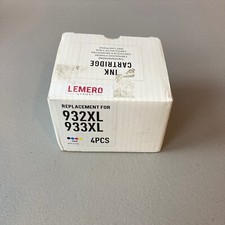 INK
CARTRIDGE
LEMERO
REPLACEMENT FOR
932XL
933XL
4PCS